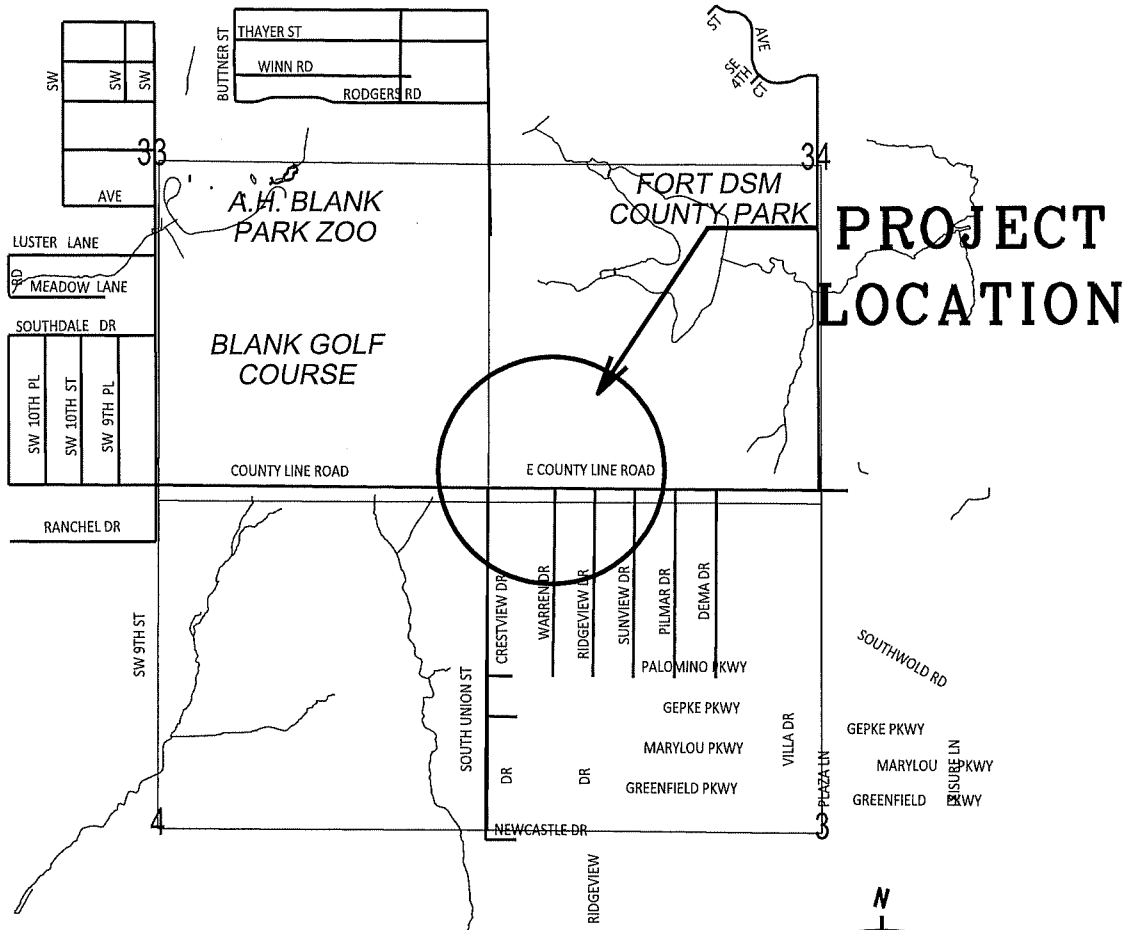 THAYER ST
BUTTNER ST
WINN RD
RODGERS RD
SW
SW
SW
ST
AVE
SE
4TH
CT
33
34
AVE
A.H. BLANK
PARK ZOO
FORT DSM
COUNTY PARK
PROJECT
LOCATION
LUSTER LANE
RD
MEADOW LANE
SOUTHDALE DR
BLANK GOLF
COURSE
SW 10TH PL
SW 10TH ST
SW 9TH PL
COUNTY LINE ROAD
E COUNTY LINE ROAD
RANCHEL DR
SW 9TH ST
CRESTVIEW DR
WARREN DR
RIDGEVIEW DR
SUNVIEW DR
PILMAR DR
DEMA DR
SOUTHWOLD RD
PALOMINO PKWY
SOUTH UNION ST
GEPKE PKWY
VILLA DR
GEPKE PKWY
MARYLOU PKWY
MARYLOU PKWY
LEISURE LN
DR
DR
GREENFIELD PKWY
PLAZA LN
GREENFIELD PKWY
4
3
NEWCASTLE DR
RIDGEVIEW
N